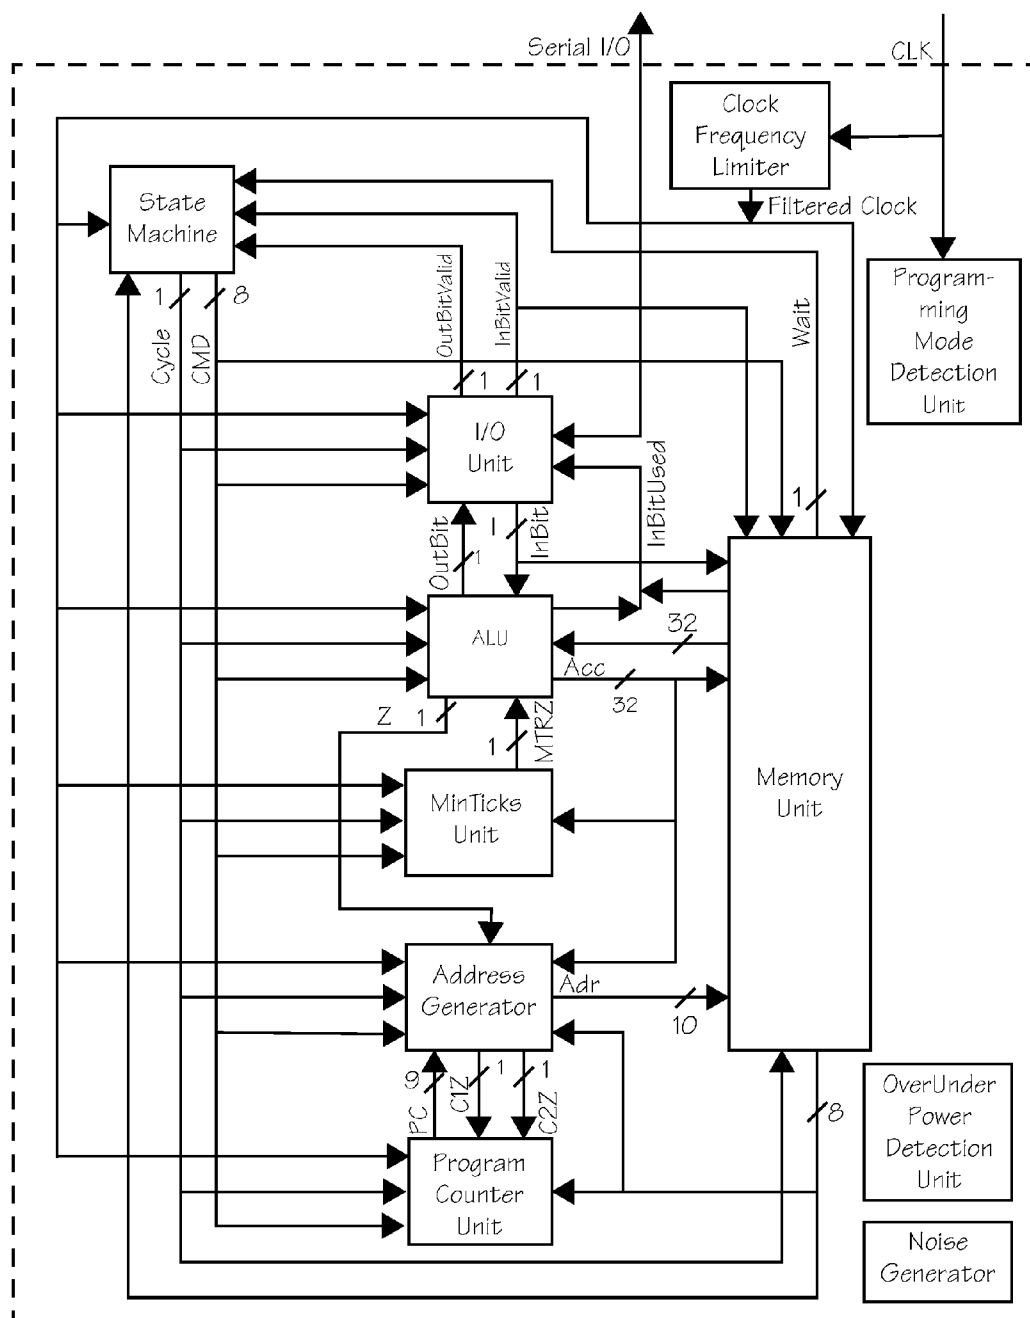 Serial I/O
CLK
Clock
Frequency
Limiter
Filtered Clock
State
Machine
Program-
ming
Mode
Detection
Unit
1
8
Cycle
CMD
OutBitValid
InBitValid
Wait
1
1
1
I/O
Unit
InBitUsed
OutBit
1
1
InBit
ALU
32
Acc
32
Z
1
1
MTRZ
MinTicks
Unit
Memory
Unit
Address
Generator
Adr
10
9
PC
C1Z
1
1
C2Z
8
Program
Counter
Unit
OverUnder
Power
Detection
Unit
Noise
Generator